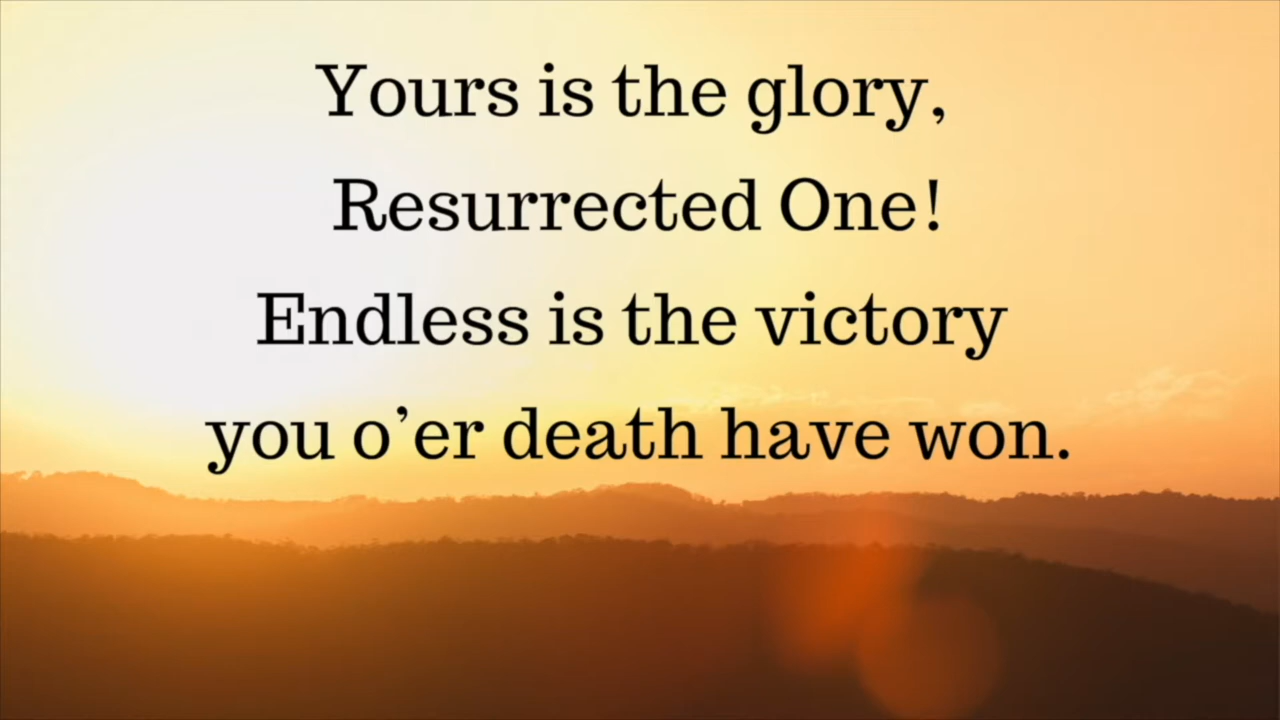 Yours is the glory,
Resurrected One!
Endless is the victory
you o’er death have won.